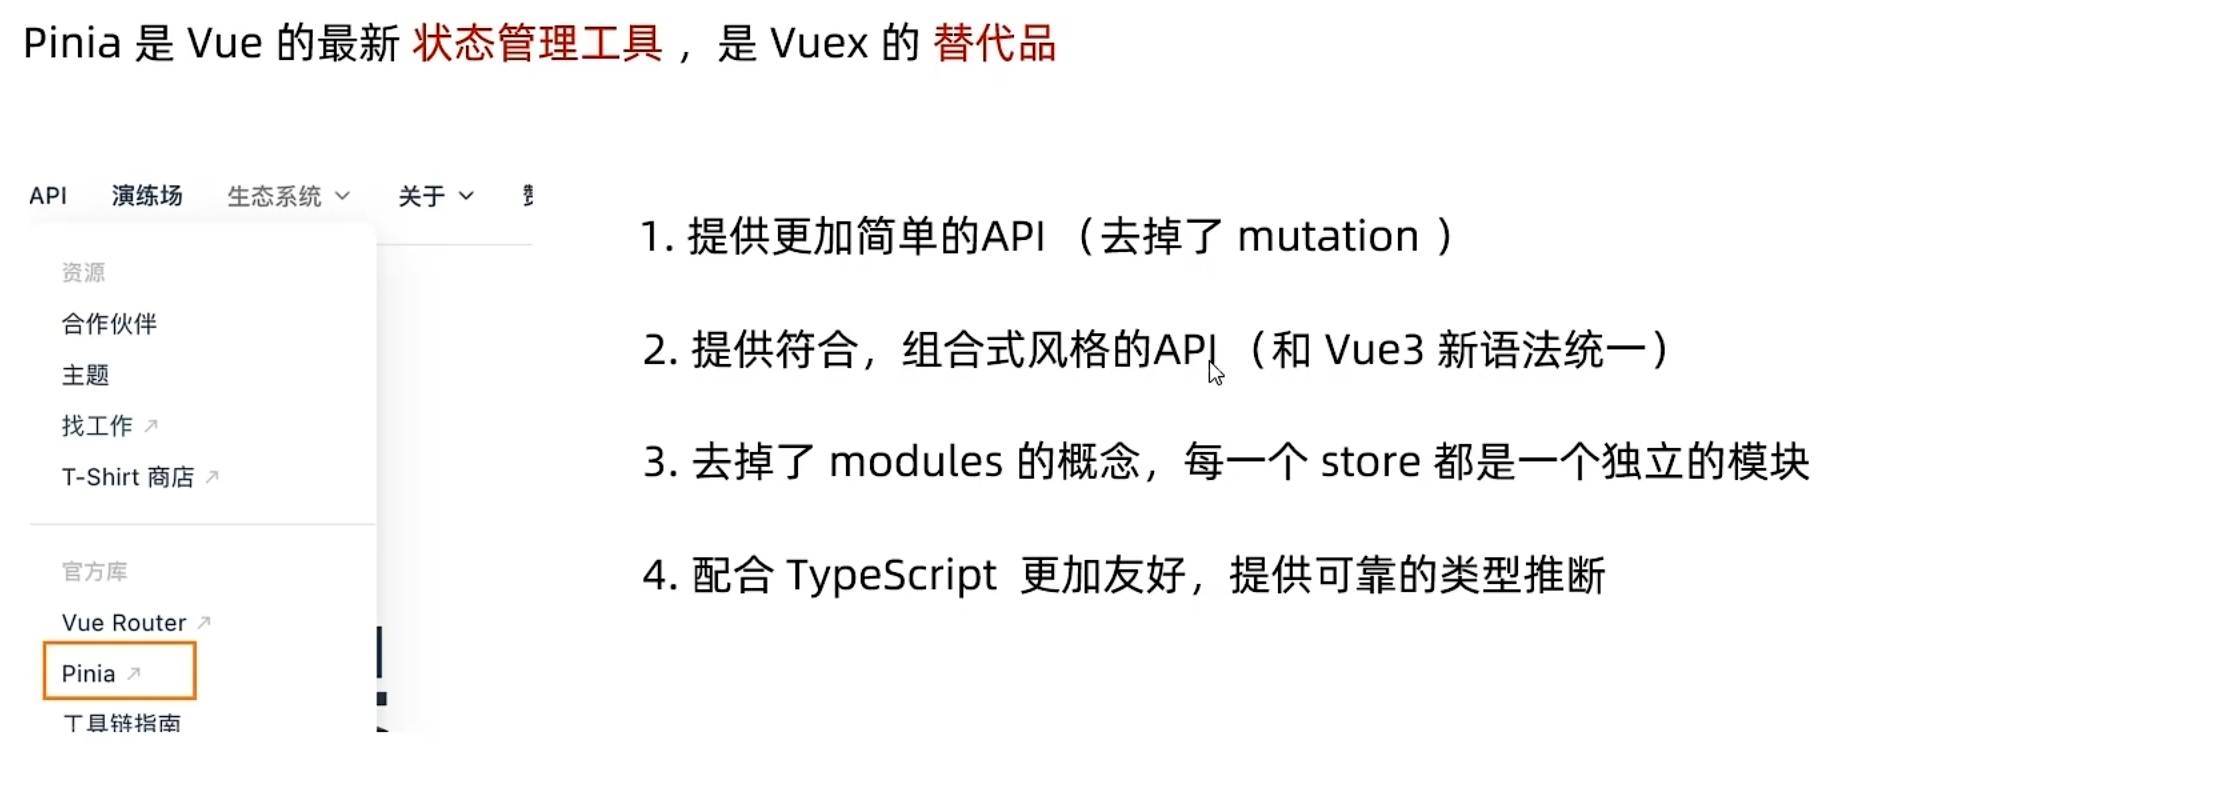 Pinia 是 Vue 的最新 状态管理工具 ，是 Vuex 的 替代品
API 演练场 生态系统 关于
资源
合作伙伴
主题
找工作
T-Shirt 商店
官方库
Vue Router
Pinia
工具链指南
1. 提供更加简单的API （去掉了 mutation ）
2. 提供符合，组合式风格的API （和 Vue3 新语法统一）
3. 去掉了 modules 的概念，每一个 store 都是一个独立的模块
4. 配合 TypeScript 更加友好，提供可靠的类型推断